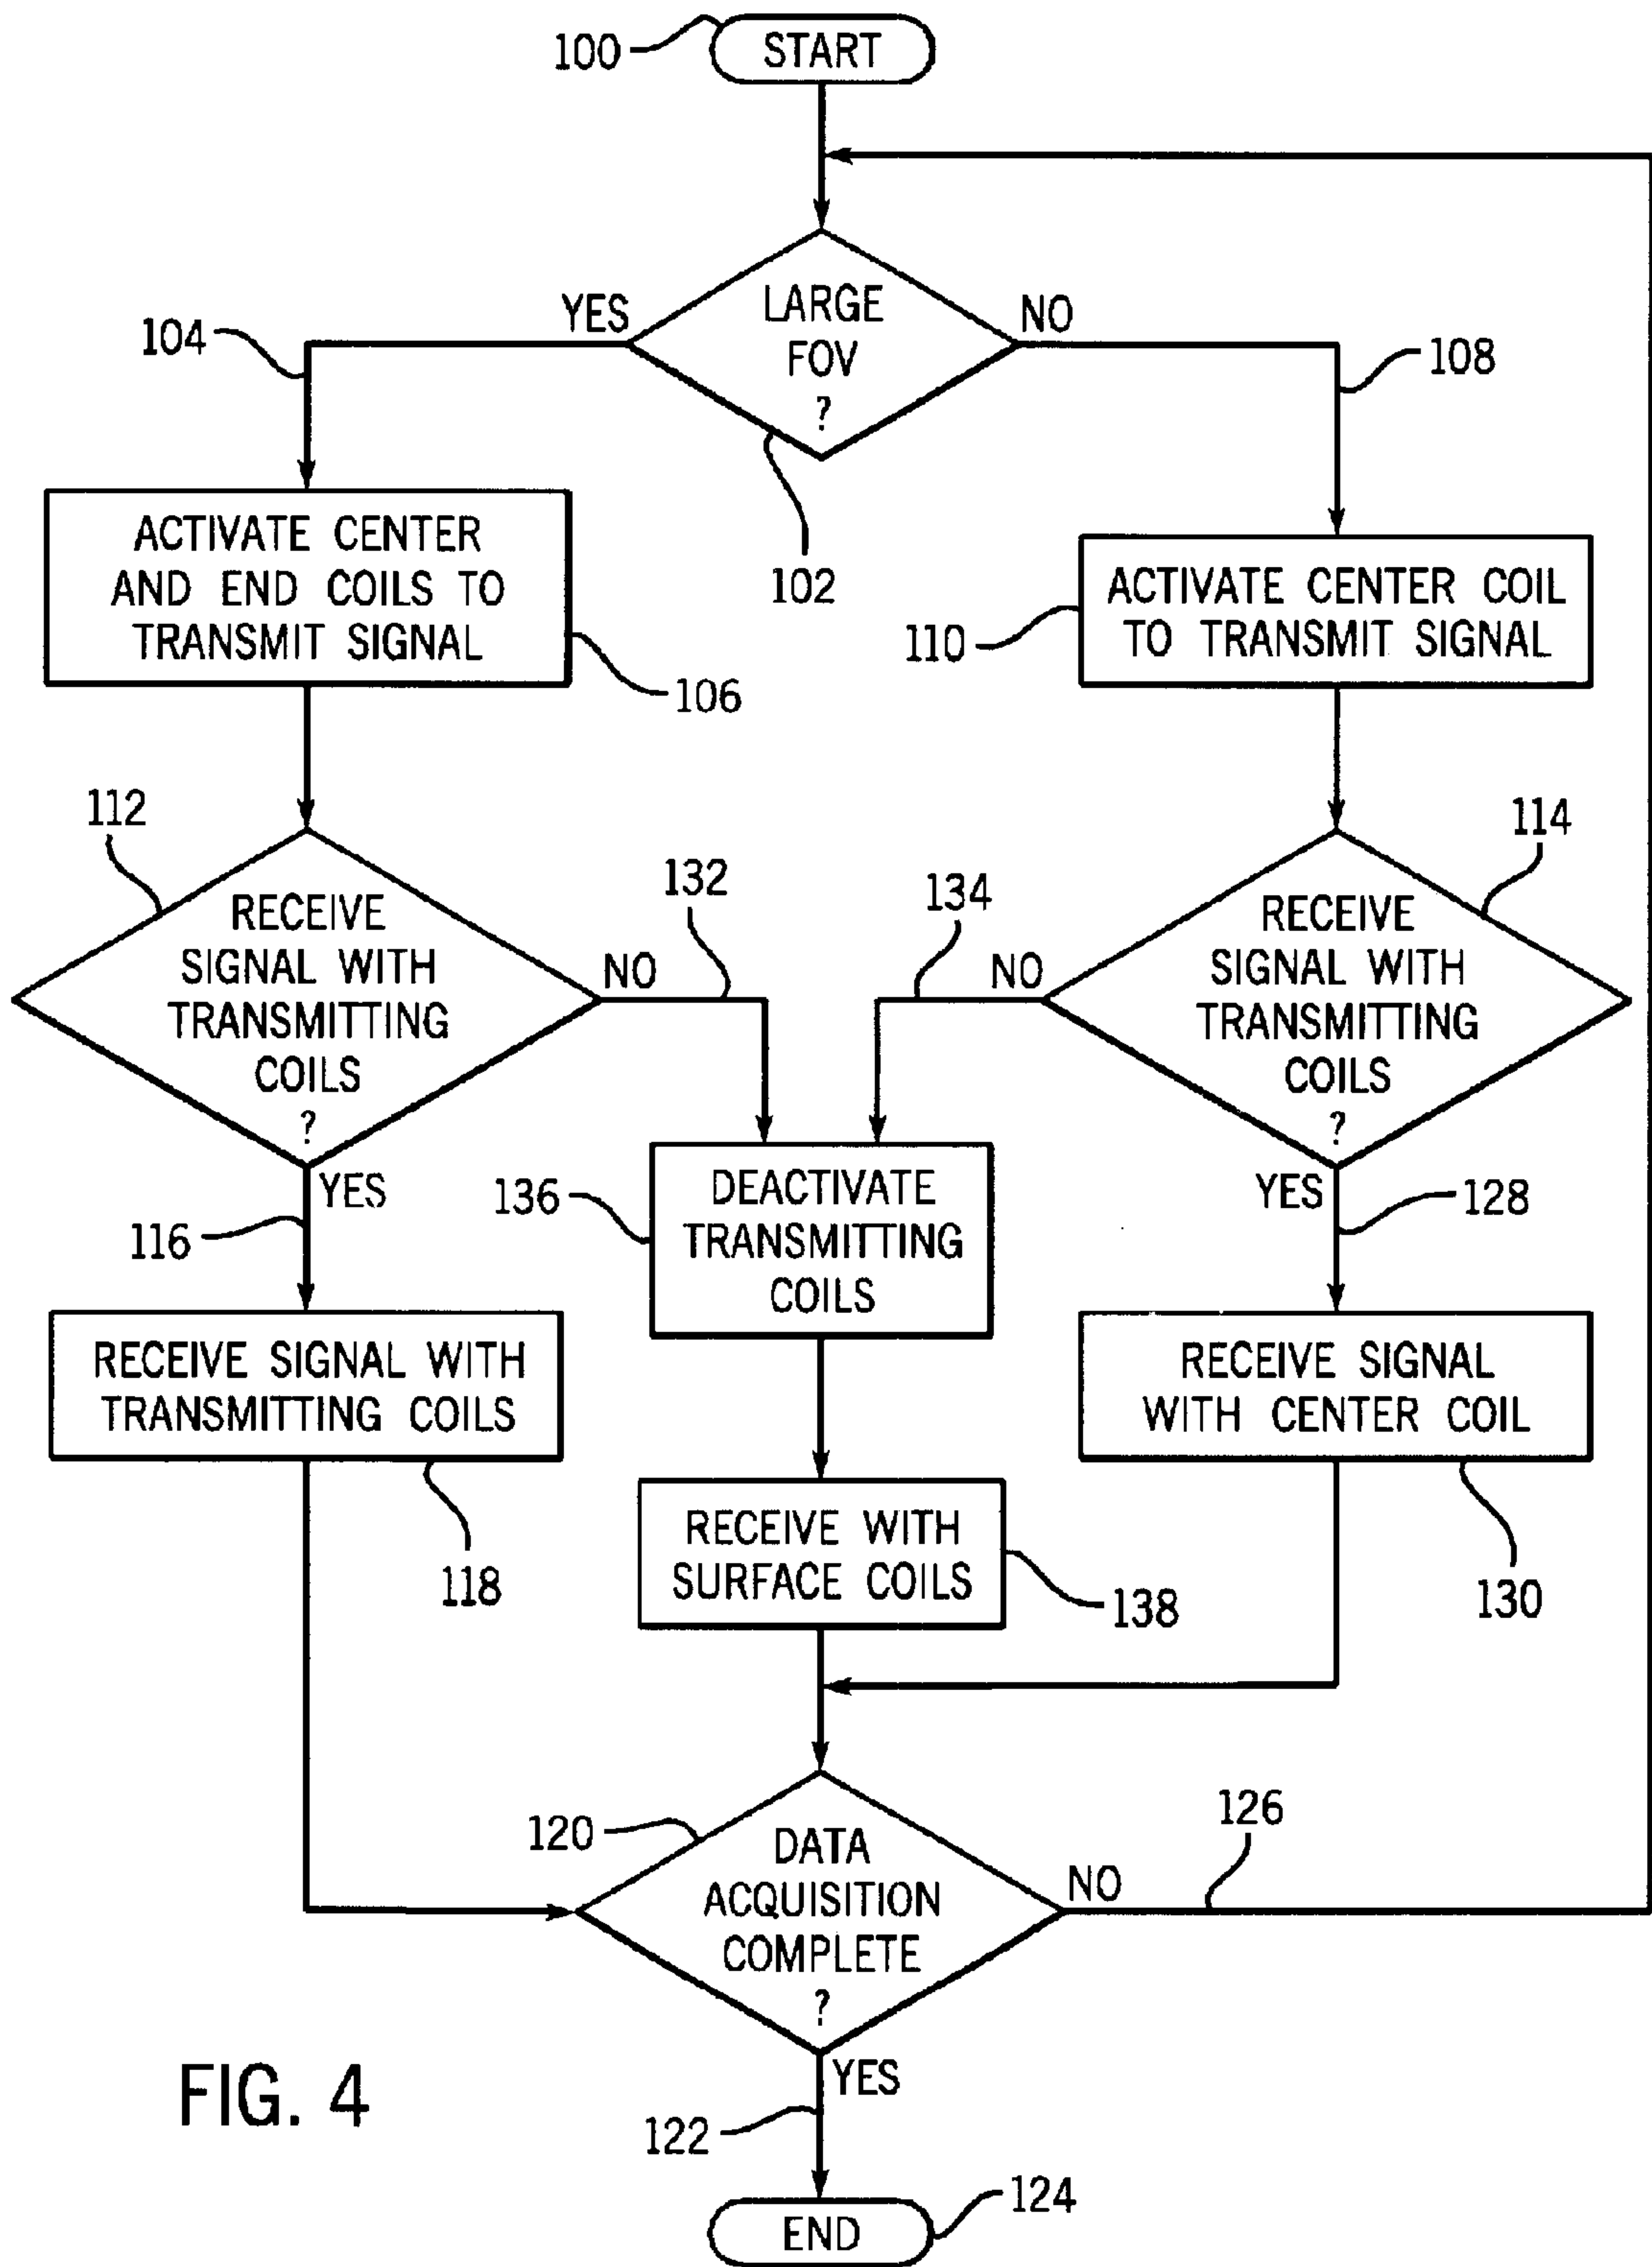 100
START
YES
LARGE
FOV
?
NO
104
108
102
ACTIVATE CENTER
AND END COILS TO
TRANSMIT SIGNAL
106
ACTIVATE CENTER COIL
TO TRANSMIT SIGNAL
110
112
RECEIVE
SIGNAL WITH
TRANSMITTING
COILS
?
NO
132
134
NO
114
RECEIVE
SIGNAL WITH
TRANSMITTING
COILS
?
YES
116
136
DEACTIVATE
TRANSMITTING
COILS
YES
128
RECEIVE SIGNAL WITH
TRANSMITTING COILS
118
RECEIVE WITH
SURFACE COILS
138
RECEIVE SIGNAL
WITH CENTER COIL
130
120
DATA
ACQUISITION
COMPLETE
?
NO
126
YES
122
END
124
FIG. 4